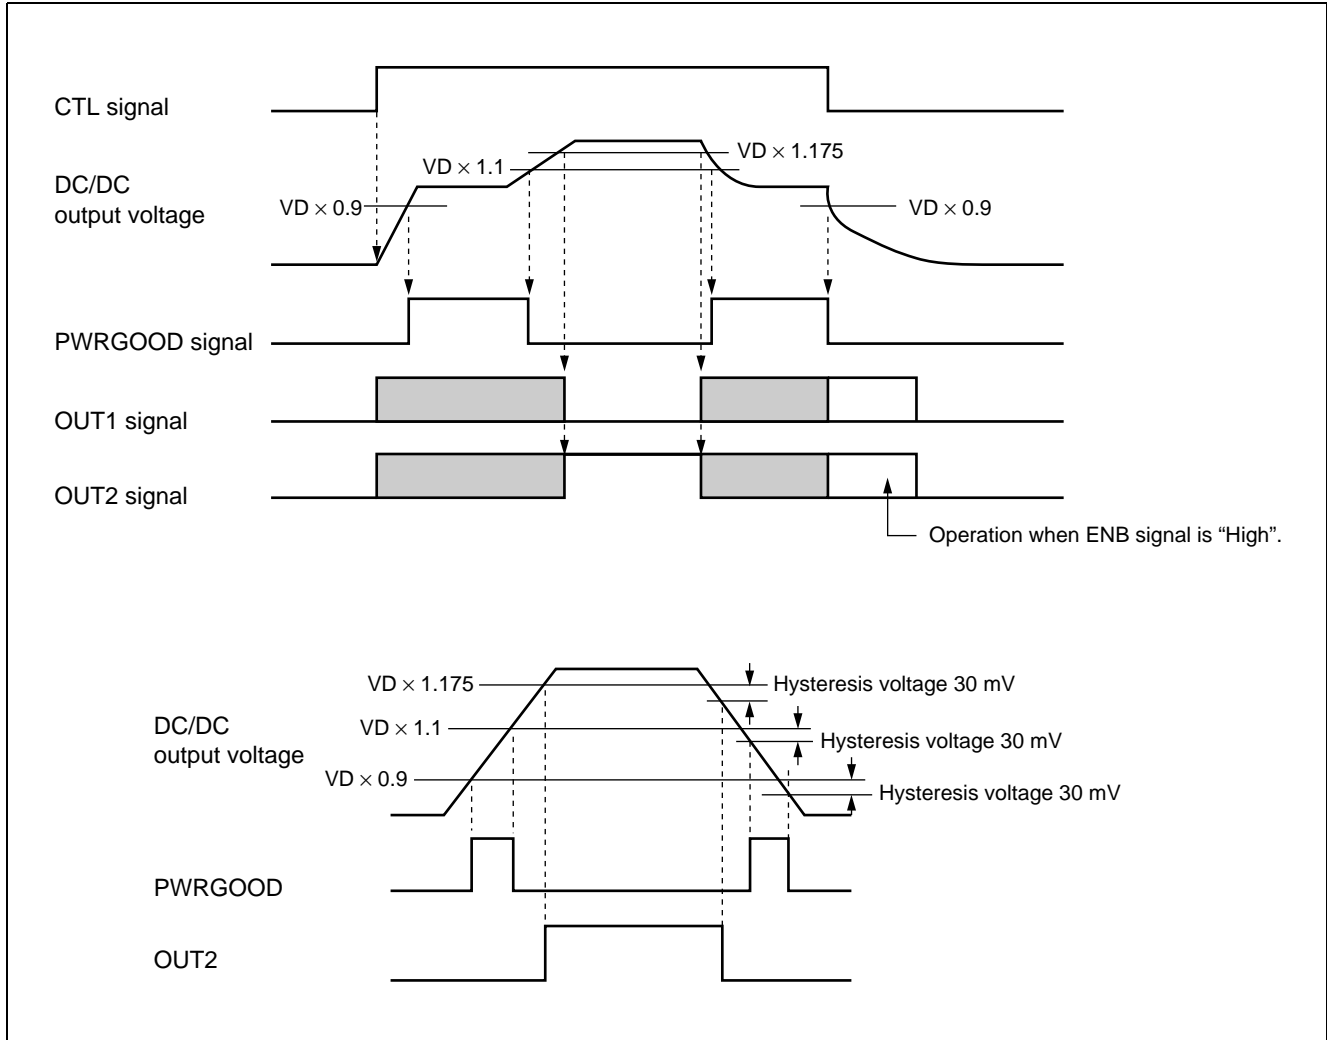 CTL signal
VD × 1.175
VD × 1.1
DC/DC
output voltage
VD × 0.9
VD × 0.9
PWRGOOD signal
OUT1 signal
OUT2 signal
Operation when ENB signal is “High”.
VD × 1.175
Hysteresis voltage 30 mV
DC/DC
output voltage
VD × 1.1
Hysteresis voltage 30 mV
VD × 0.9
Hysteresis voltage 30 mV
PWRGOOD
OUT2